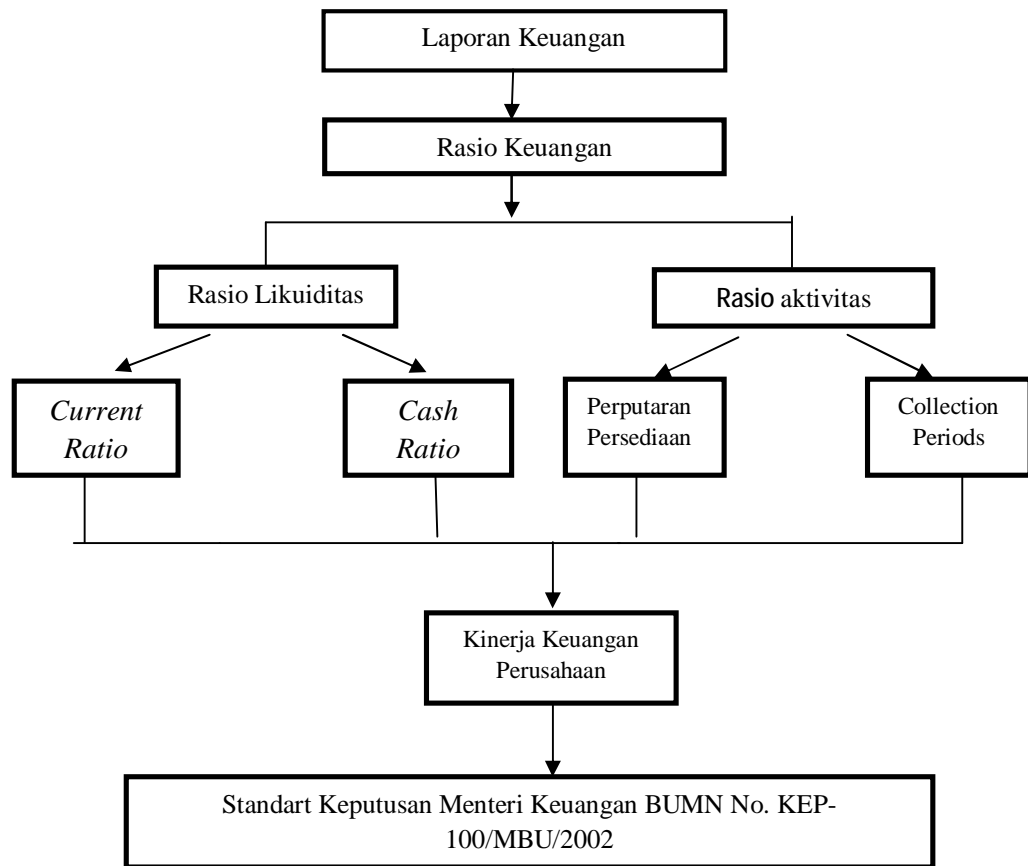 Laporan Keuangan
Rasio Keuangan
Rasio Likuiditas
Rasio aktivitas
Current
Ratio
Cash
Ratio
Perputaran
Persediaan
Collection
Periods
Kinerja Keuangan
Perusahaan
Standart Keputusan Menteri Keuangan BUMN No. KEP-
100/MBU/2002